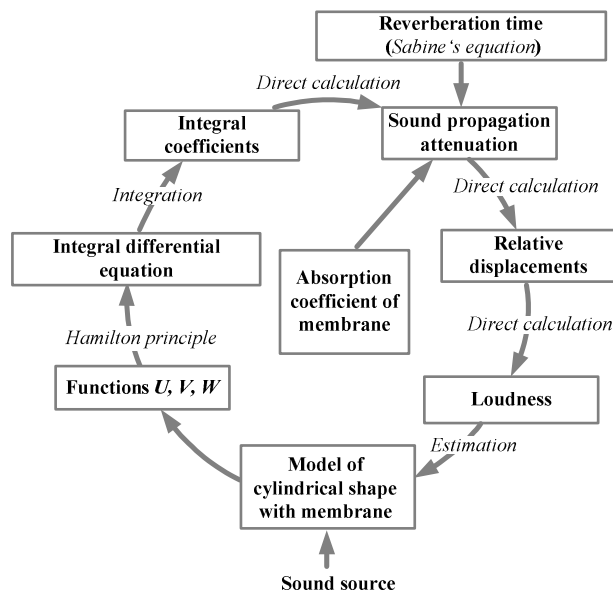 Reverberation time
(Sabine‘s equation)
Direct calculation
Integral
coefficients
Sound propagation
attenuation
Integration
Direct calculation
Integral differential
equation
Absorption
coefficient of
membrane
Relative
displacements
Hamilton principle
Direct calculation
Functions U, V, W
Loudness
Estimation
Model of
cylindrical shape
with membrane
Sound source